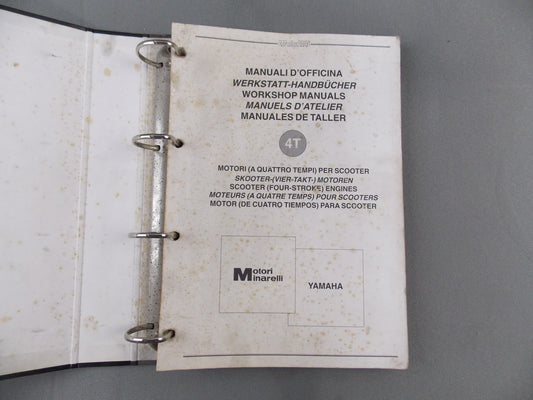 MANUALI D'OFFICINA
WERKSTATT-HANDBÜCHER
WORKSHOP MANUALS
MANUELS D'ATELIER
MANUALES DE TALLER
4T
MOTORI (A QUATTRO TEMPI) PER SCOOTER
SKOOTER-(VIER-TAKT-) MOTOREN
SCOOTER (FOUR-STROKE) ENGINES
MOTEURS (A QUATRE TEMPS) POUR SCOOTERS
MOTOR (DE CUATRO TIEMPOS) PARA SCOOTER
Motori
Minarelli
YAMAHA